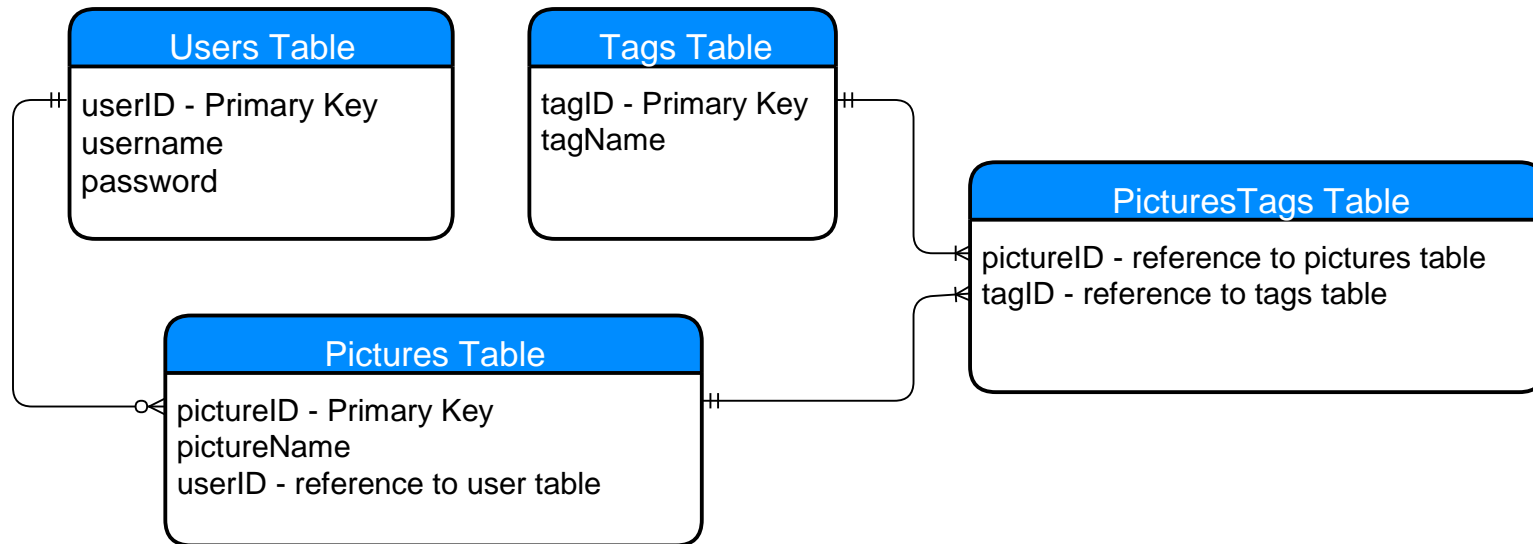 Users Table
userID - Primary Key
username
password
Tags Table
tagID - Primary Key
tagName
PicturesTags Table
pictureID - reference to pictures table
tagID - reference to tags table
Pictures Table
pictureID - Primary Key
pictureName
userID - reference to user table